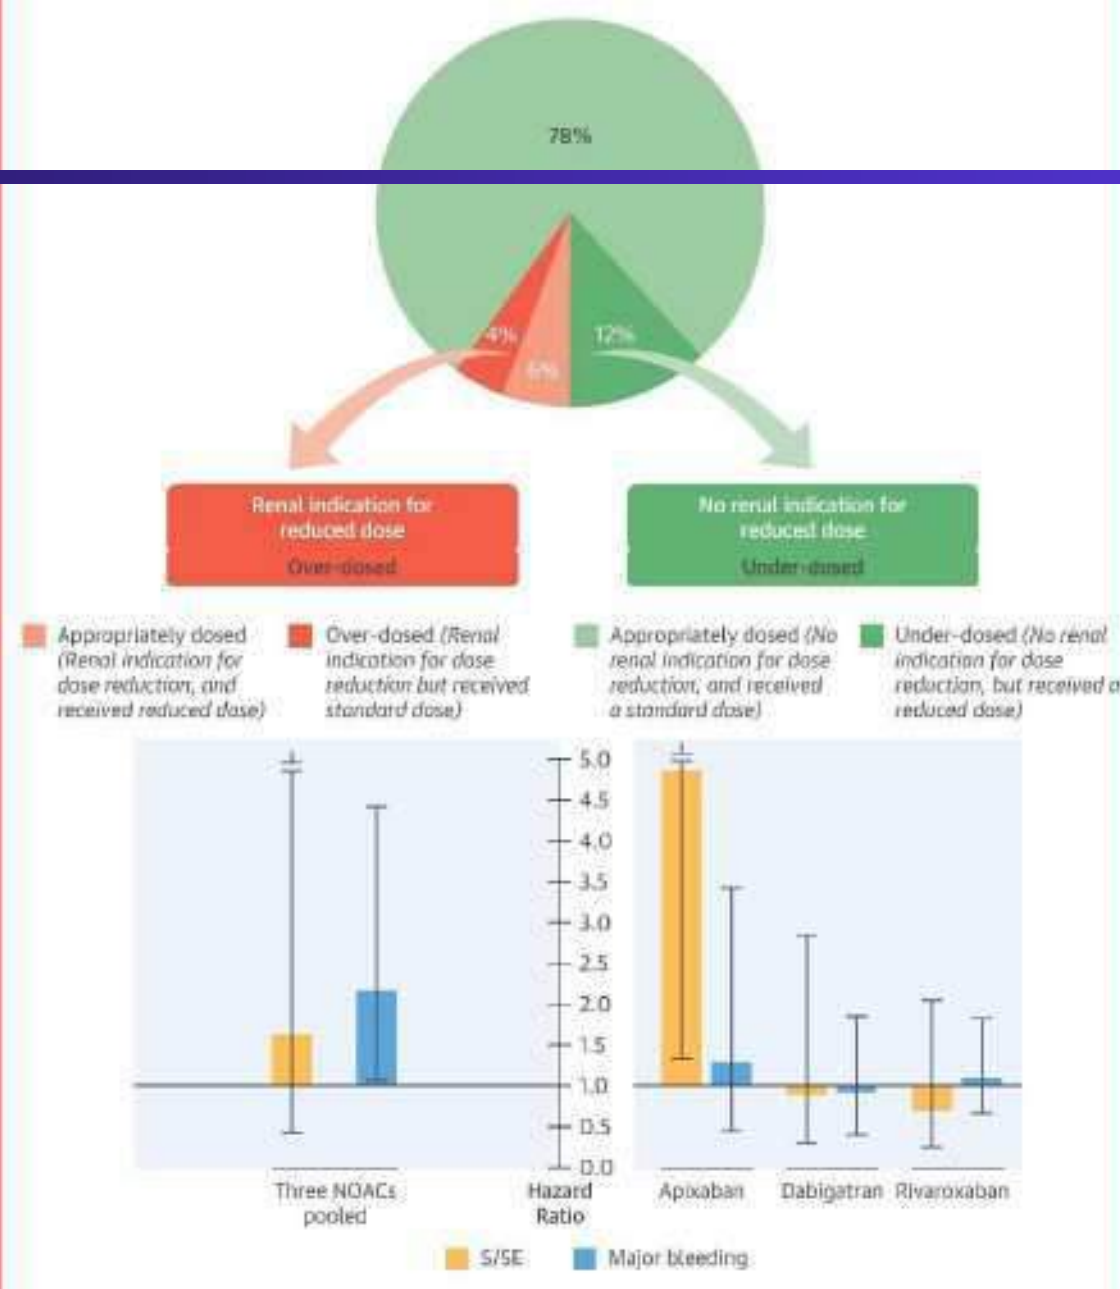 78%
4%
12%
6%
Renal indication for
reduced dose
Over-dosed
No renal indication for
reduced dose
Under-dosed
Appropriately dosed
(Renal indication for
dose reduction, and
received reduced dose)
Over-dosed (Renal
indication for dose
reduction but received
standard dose)
Appropriately dosed (No
renal indication for dose
reduction, and received
a standard dose)
Under-dosed (No renal
indication for dose
reduction, but received a
reduced dose)
5.0
4.5
4.0
3.5
3.0
2.5
2.0
1.5
1.0
0.5
0.0
Three NOACs
pooled
Hazard
Ratio
Apixaban
Dabigatran
Rivaroxaban
S/SE
Major bleeding